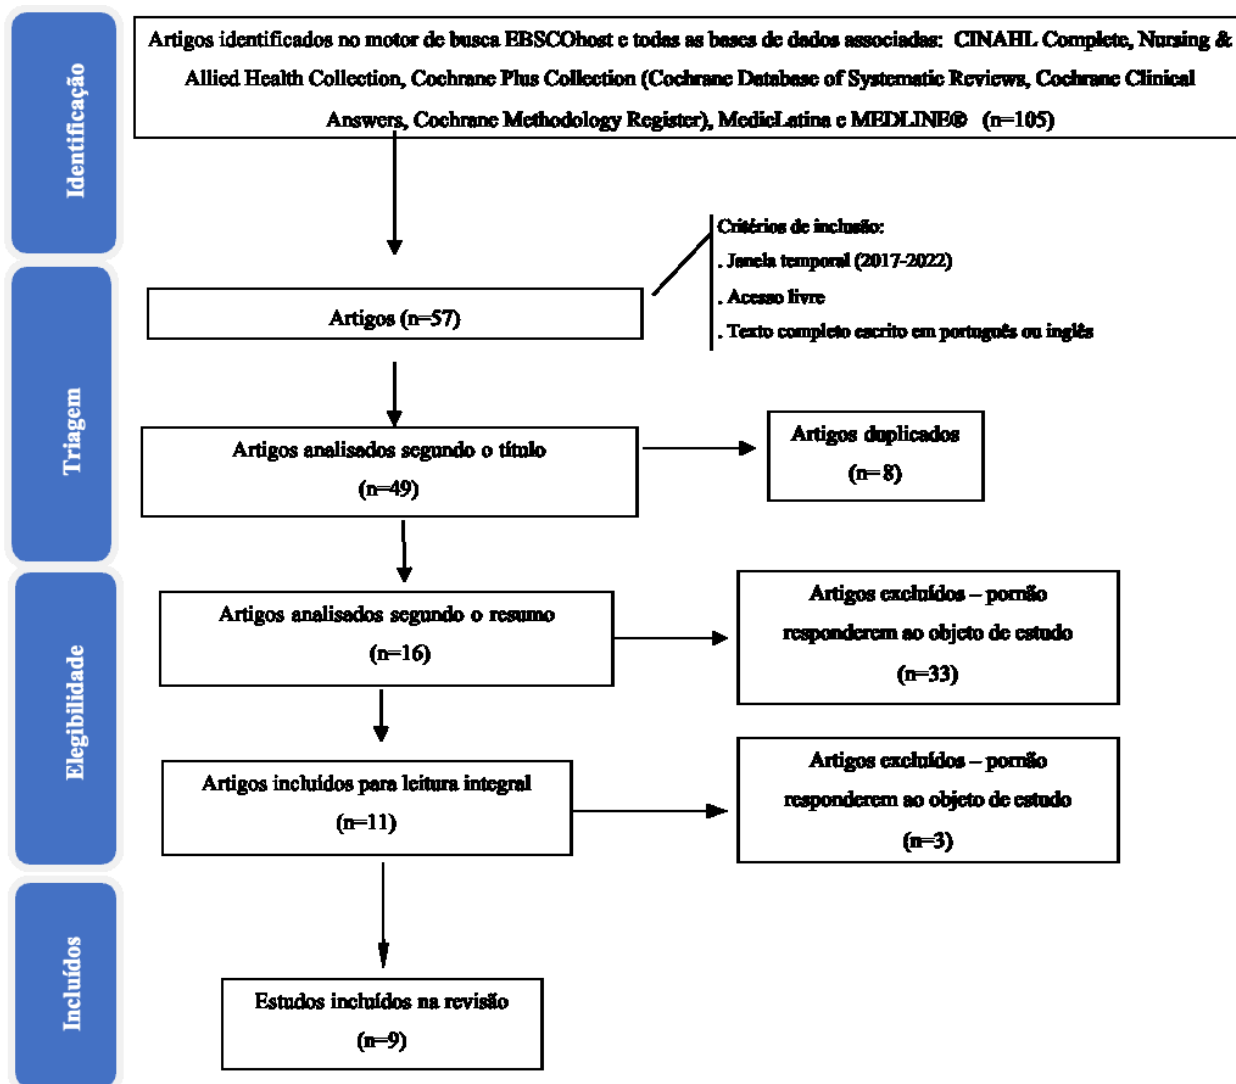 Identificação
Artigos identificados no motor de busca EBSCOhost e todas as bases de dados associadas: CINAHL Complete, Nursing &
Allied Health Collection, Cochrane Plus Collection (Cochrane Database of Systematic Reviews, Cochrane Clinical
Answers, Cochrane Methodology Register), MedicLatina e MEDLINE® (n=105)
Critérios de inclusão:
. Janela temporal (2017-2022)
. Acesso livre
. Texto completo escrito em português ou inglês
Triagem
Artigos (n=57)
Artigos analisados segundo o título
(n=49)
Artigos duplicados
(n= 8)
Elegibilidade
Artigos analisados segundo o resumo
(n=16)
Artigos excluídos – pornão
responderem ao objeto de estudo
(n=33)
Artigos incluídos para leitura integral
(n=11)
Artigos excluídos – pornão
responderem ao objeto de estudo
(n=3)
Incluídos
Estudos incluídos na revisão
(n=9)